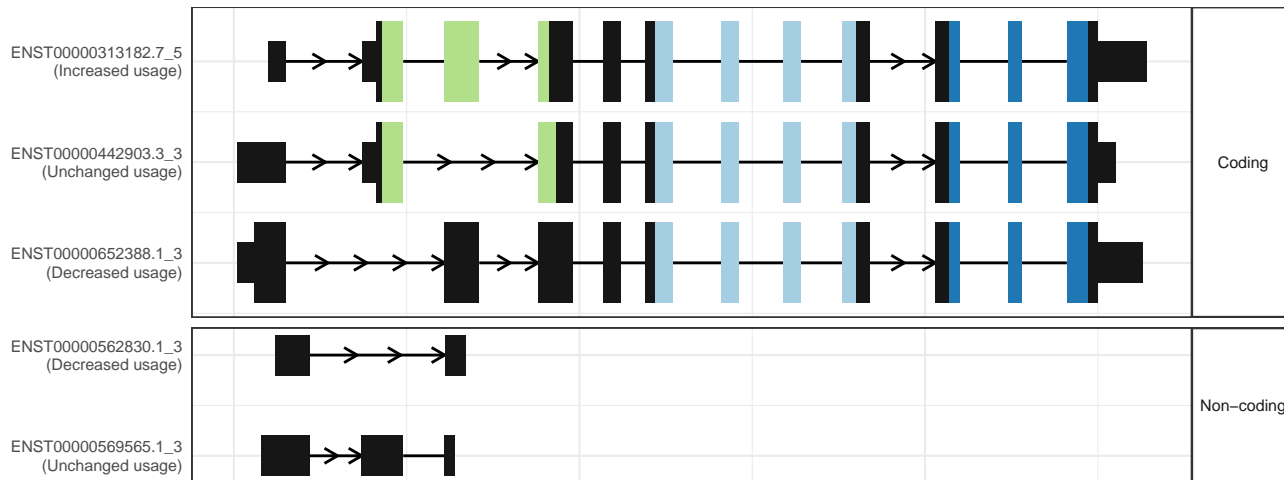 ENST00000313182.7_5
(Increased usage)
ENST00000442903.3_3
(Unchanged usage)
Coding
ENST00000652388.1_3
(Decreased usage)
ENST00000562830.1_3
(Decreased usage)
Non−coding
ENST00000569565.1_3
(Unchanged usage)